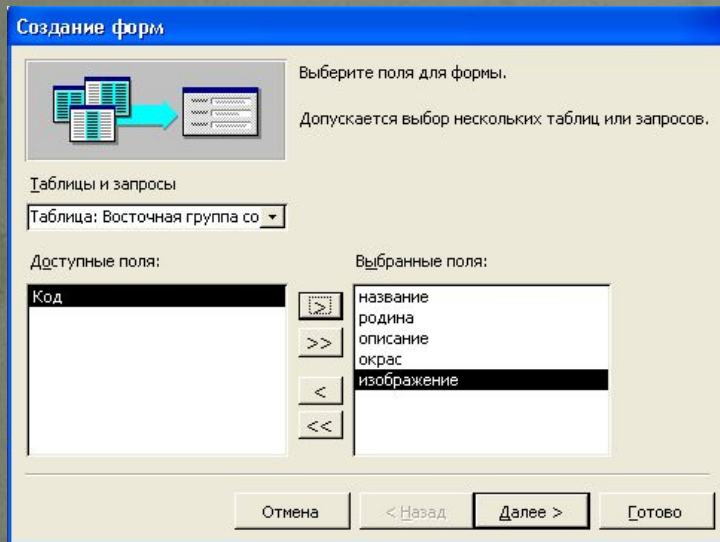 Создание форм
Выберите поля для формы.
Допускается выбор нескольких таблиц или запросов.
Таблицы и запросы
Таблица: Восточная группа со
Доступные поля:
Выбранные поля:
Код
>
>>
<
<<
название
родина
описание
окрас
изображение
Отмена
< Назад
Далее >
Готово